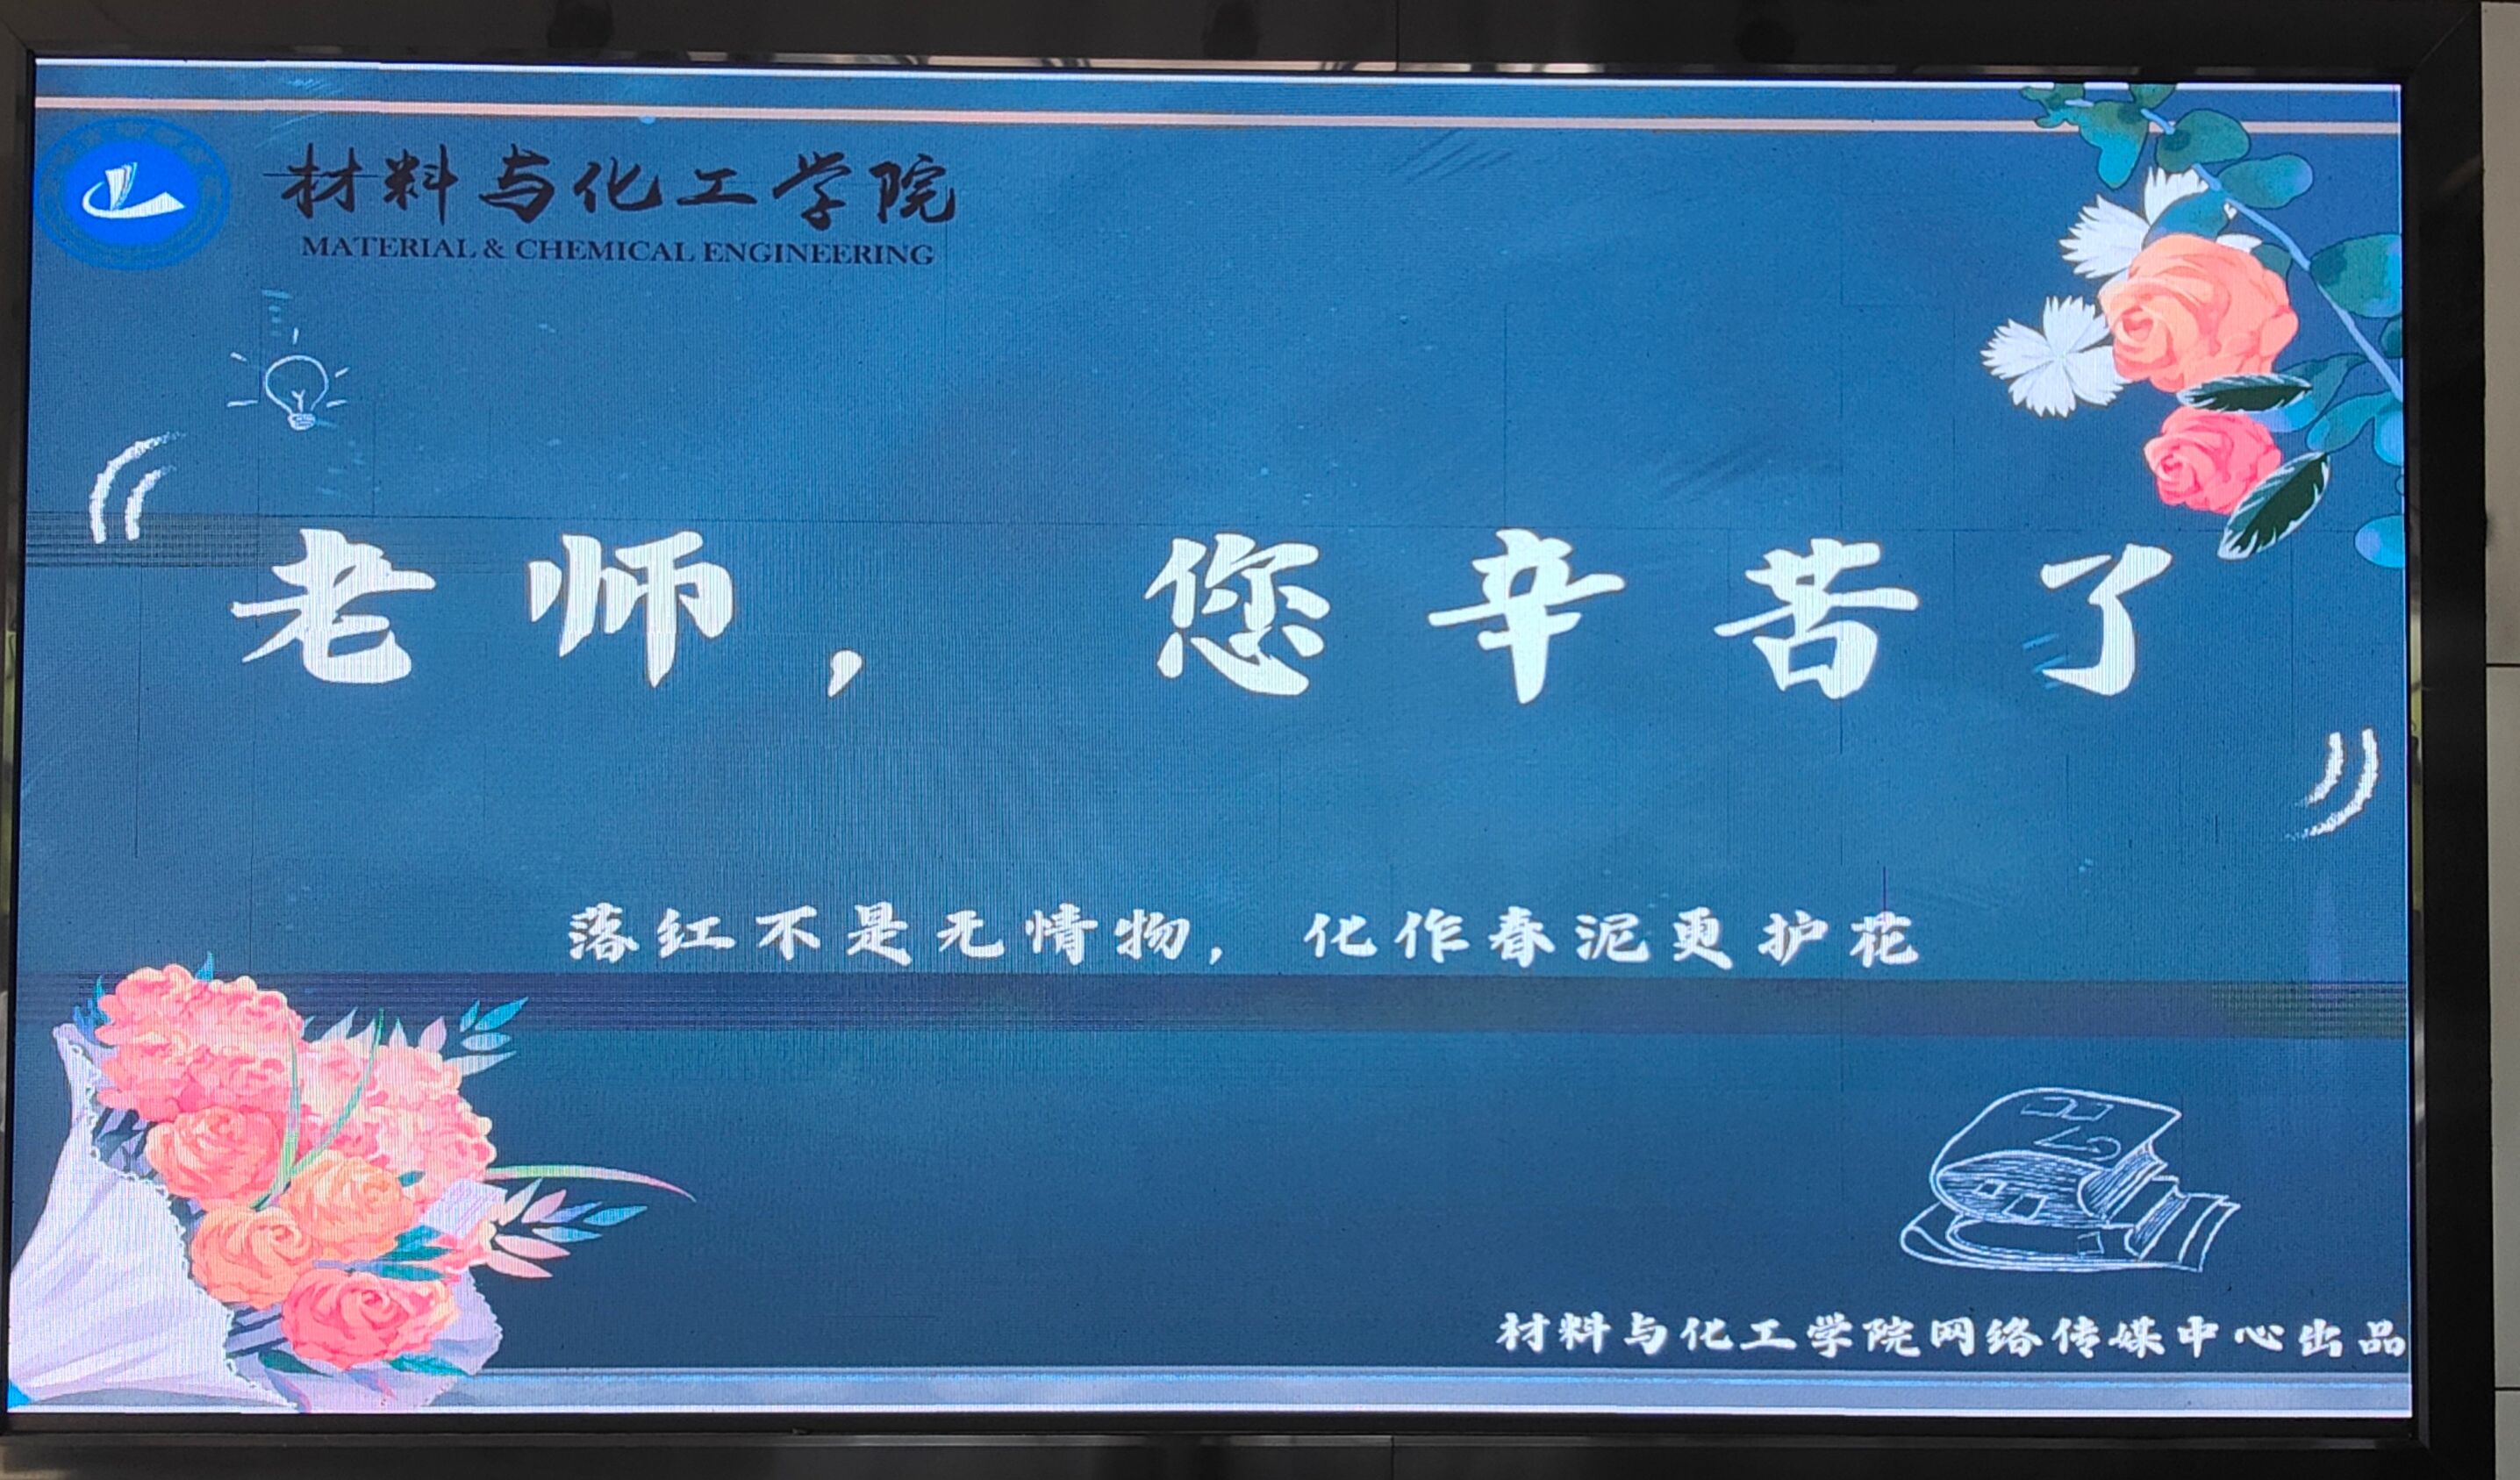 材料与化工学院
MATERIAL & CHEMICAL ENGINEERING
老师，您辛苦了
落红不是无情物，化作春泥更护花
材料与化工学院网络传媒中心出品